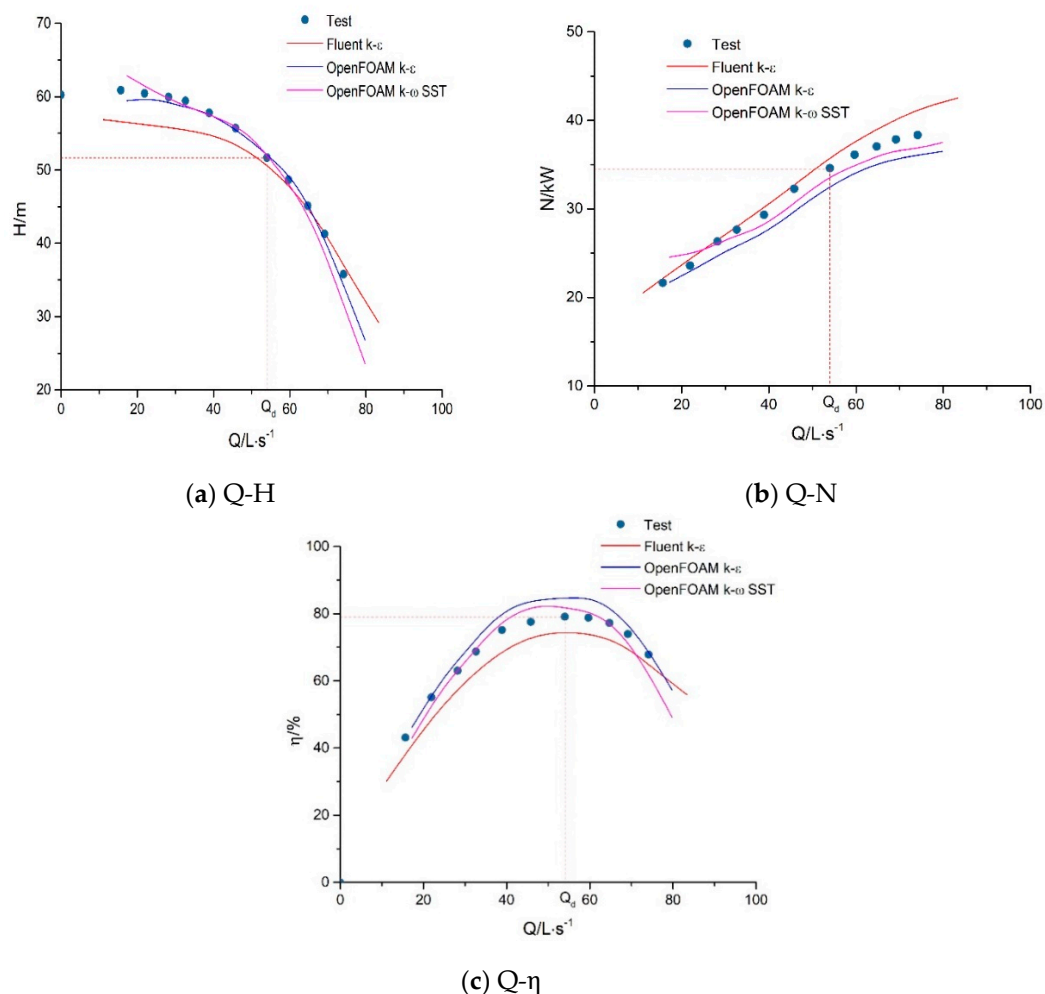 70
60
50
40
30
20
H/m
0
20
40
Q_d
60
80
100
Q/L·s⁻¹
Test
Fluent k-ε
OpenFOAM k-ε
OpenFOAM k-ω SST
(a) Q-H
50
40
30
20
10
N/kW
0
20
40
Q_d
60
80
100
Q/L·s⁻¹
Test
Fluent k-ε
OpenFOAM k-ε
OpenFOAM k-ω SST
(b) Q-N
100
80
60
40
20
0
η/%
0
20
40
Q_d
60
80
100
Q/L·s⁻¹
Test
Fluent k-ε
OpenFOAM k-ε
OpenFOAM k-ω SST
(c) Q-η